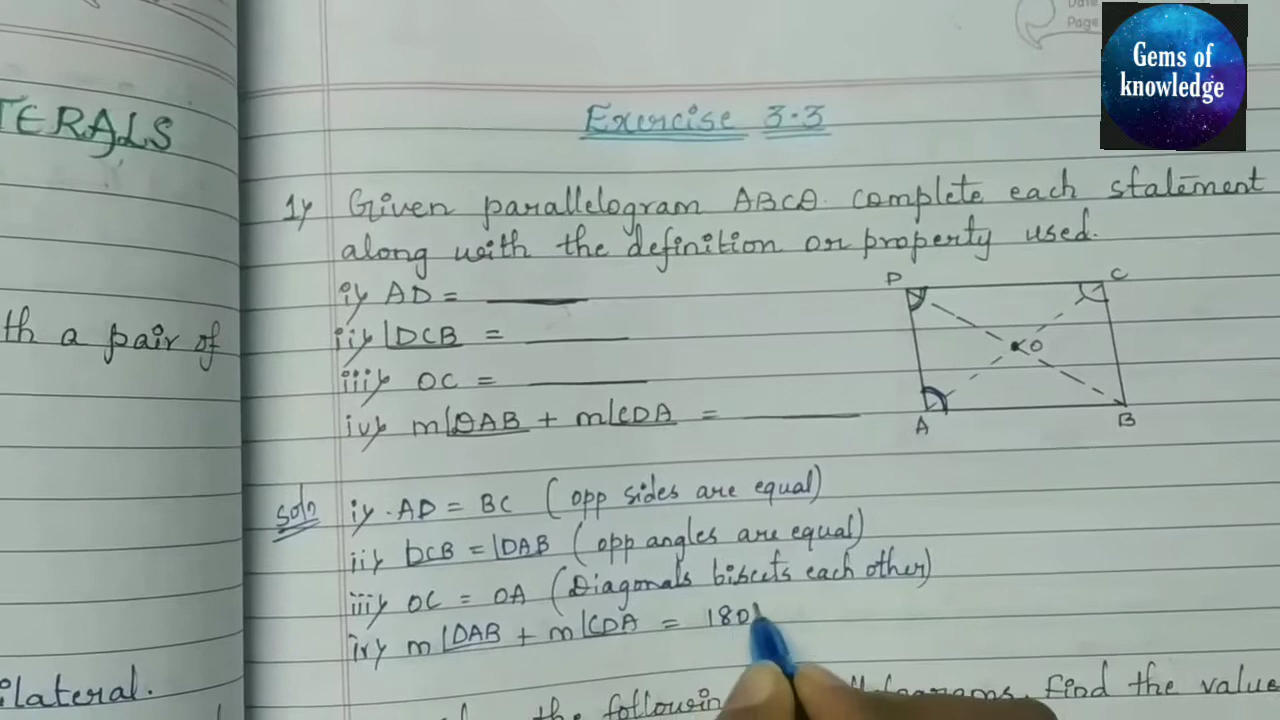 Date
Page
Gems of
knowledge
TERALS
Exercise 3.3
1) Given parallelogram ABCD. complete each statement
along with the definition or property used.
i) AD = ______
ii) ∠DCB = ______
iii) OC = ______
iv) m∠DAB + m∠CDA = ______
D C
O
A B
th a pair of
Soln i) AD = BC (opp sides are equal)
ii) ∠DCB = ∠DAB (opp angles are equal)
iii) OC = OA (Diagonals bisects each other)
iv) m∠DAB + m∠CDA = 180
the following find the value
ilateral.